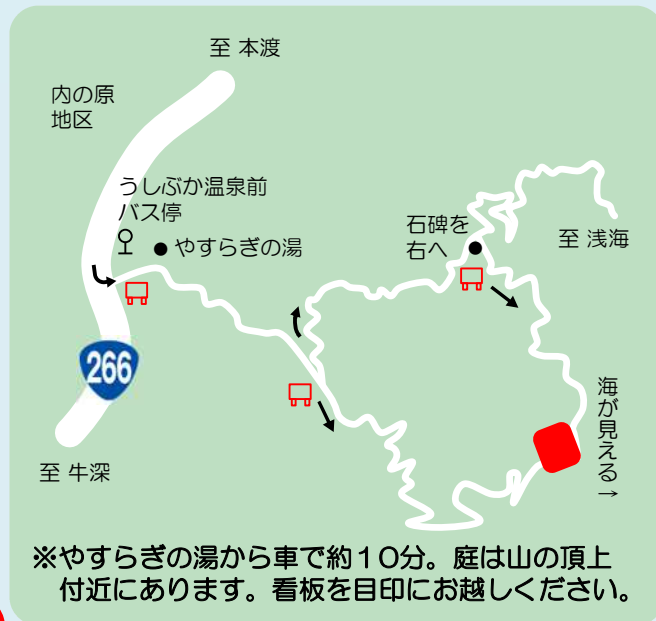 至 本渡
内の原
地区
うしぶか温泉前
バス停
● やすらぎの湯
石碑を
右へ
至 浅海
266
海が見える→
至 牛深
※やすらぎの湯から車で約１０分。庭は山の頂上
付近にあります。看板を目印にお越しください。